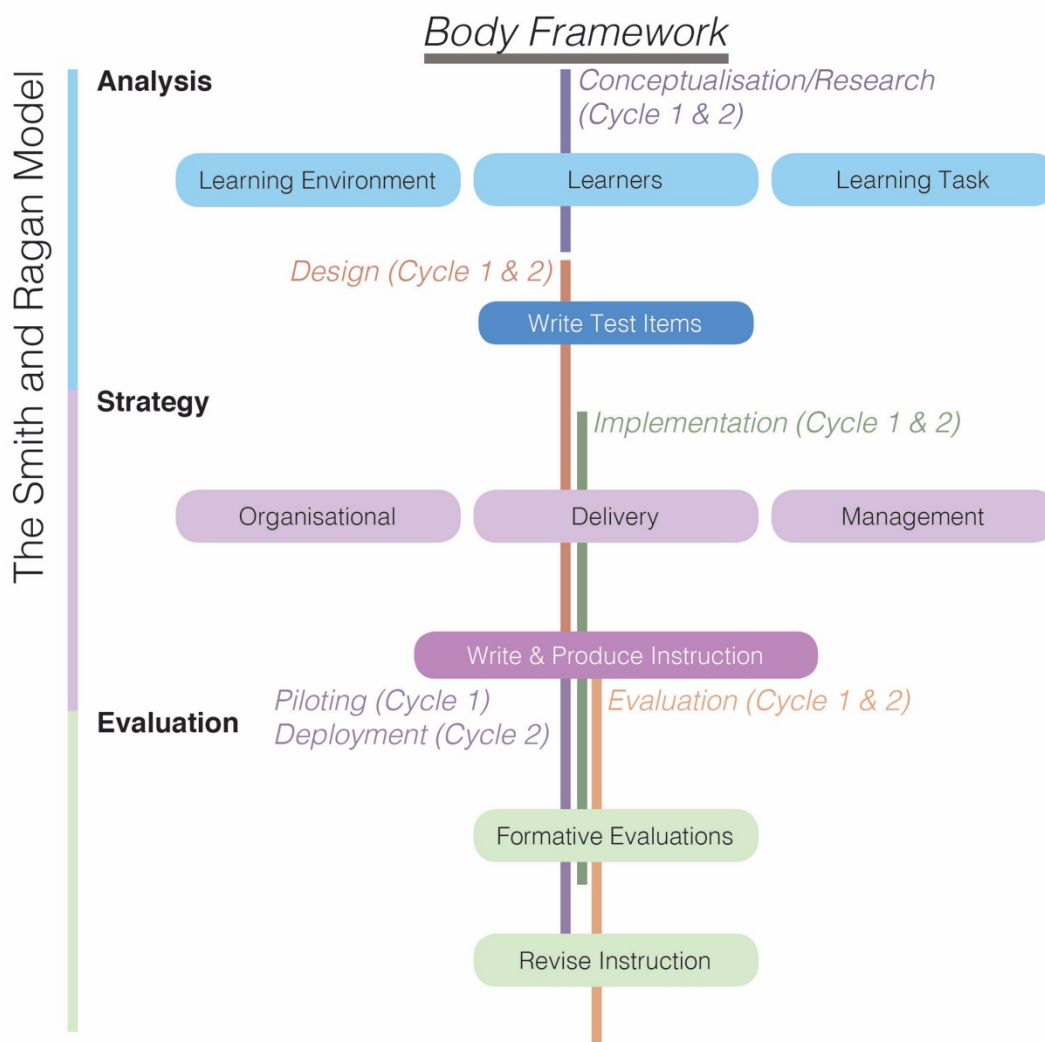 Body Framework
The Smith and Ragan Model
Analysis
Conceptualisation/Research
(Cycle 1 & 2)
Learning Environment
Learners
Learning Task
Design (Cycle 1 & 2)
Write Test Items
Strategy
Implementation (Cycle 1 & 2)
Organisational
Delivery
Management
Write & Produce Instruction
Piloting (Cycle 1)
Deployment (Cycle 2)
Evaluation (Cycle 1 & 2)
Evaluation
Formative Evaluations
Revise Instruction